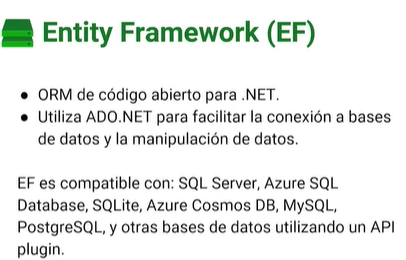 Entity Framework (EF)
● ORM de código abierto para .NET.
● Utiliza ADO.NET para facilitar la conexión a bases
de datos y la manipulación de datos.
EF es compatible con: SQL Server, Azure SQL
Database, SQLite, Azure Cosmos DB, MySQL,
PostgreSQL, y otras bases de datos utilizando un API
plugin.